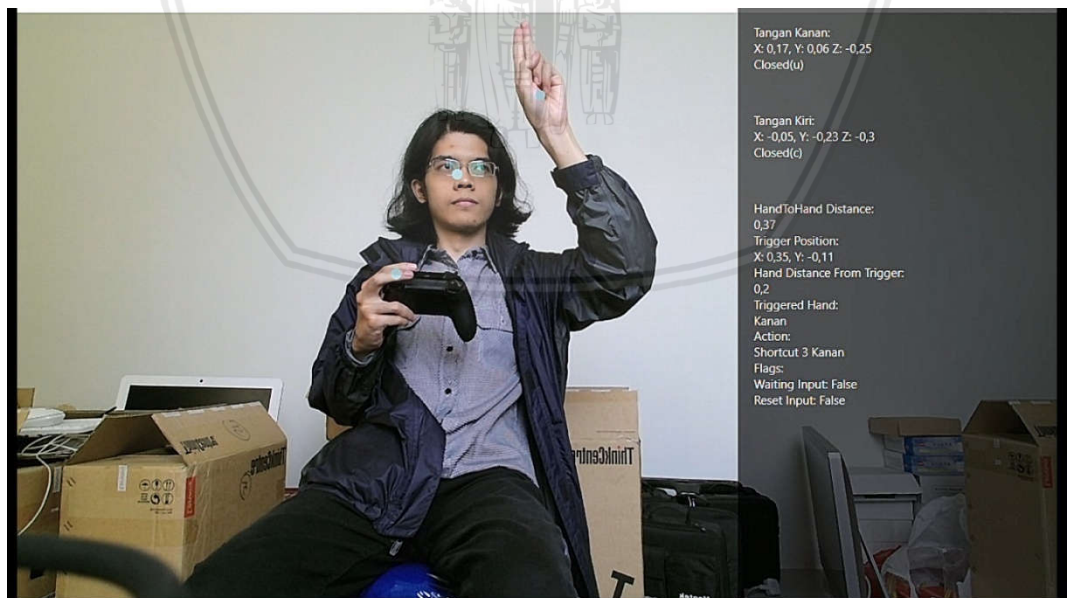 Tangan Kanan:
X: 0,17, Y: 0,06 Z: -0,25
Closed(u)
Tangan Kiri:
X: -0,05, Y: -0,23 Z: -0,3
Closed(c)
HandToHand Distance:
0,37
Trigger Position:
X: 0,35, Y: -0,11
Hand Distance From Trigger:
0,2
Triggered Hand:
Kanan
Action:
Shortcut 3 Kanan
Flags:
Waiting Input: False
Reset Input: False
ThinkCentre
ThinkCentre